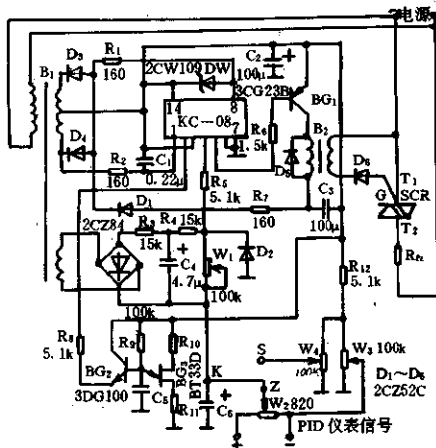 电源
D₃ R₁
160
B₁
2CW109 DW
C₂
100μ
3CG23B
BG₁
14 8
KC-08
1 7
D₄
R₂
160
C₁
0.22μ
R₆
1.5k
B₂
D₅
D₆
T₁
G SCR
T₂
R₅
5.1k
D₁
R₇
160
C₃
100μ
2CZ84
R₃
15k
R₄ 15k
C₄
4.7μ
W₁
100k
D₂
R₁₂
5.1k
R₈
5.1k
100k
R₉
R₁₀
BG₂
3DG100
BG₃
BT33D
C₅
R₁₁
K
C₆
S
Z
W₂820
W₄
100K
W₃ 100k
D₁~D₆
2CZ52C
PID 仪表信号